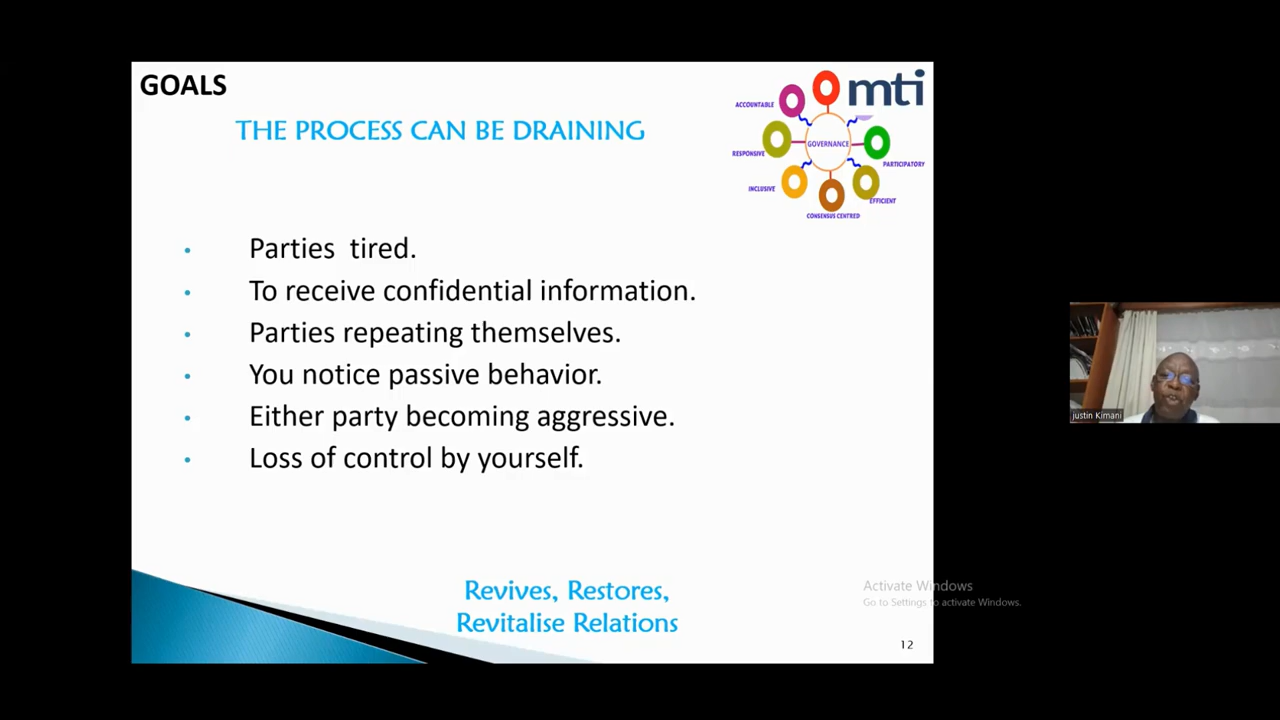 GOALS
THE PROCESS CAN BE DRAINING
mti
ACCOUNTABLE
RESPONSIVE
GOVERNANCE
PARTICIPATORY
INCLUSIVE
EFFICIENT
CONSENSUS CENTRED
• Parties tired.
• To receive confidential information.
• Parties repeating themselves.
• You notice passive behavior.
• Either party becoming aggressive.
• Loss of control by yourself.
justin Kimani
Revives, Restores,
Revitalise Relations
Activate Windows
Go to Settings to activate Windows.
12